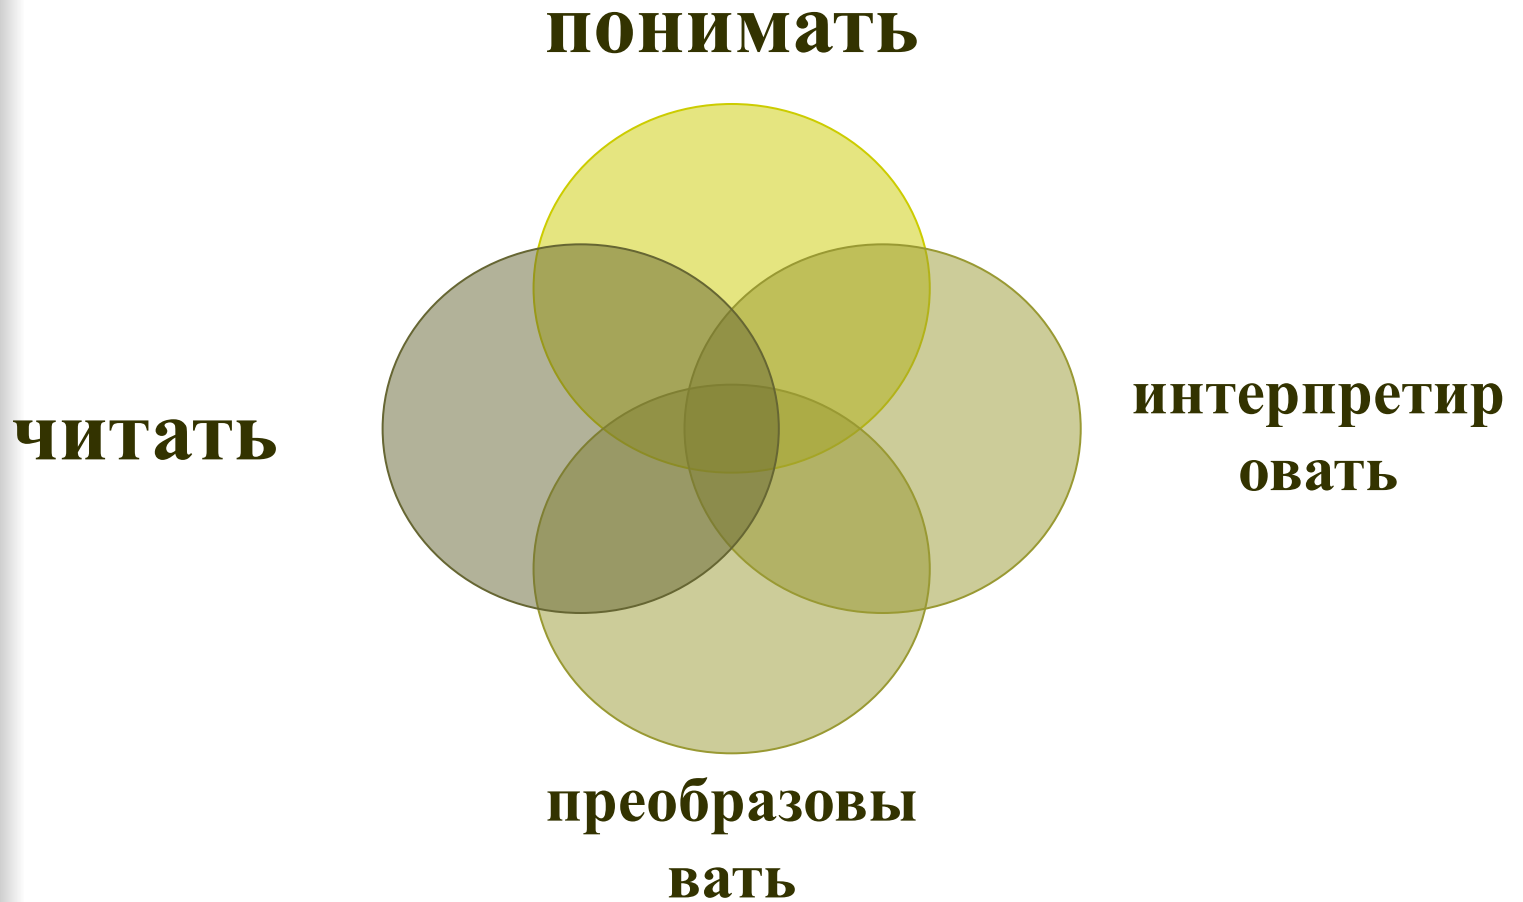 понимать
читать
интерпретир
овать
преобразовы
вать